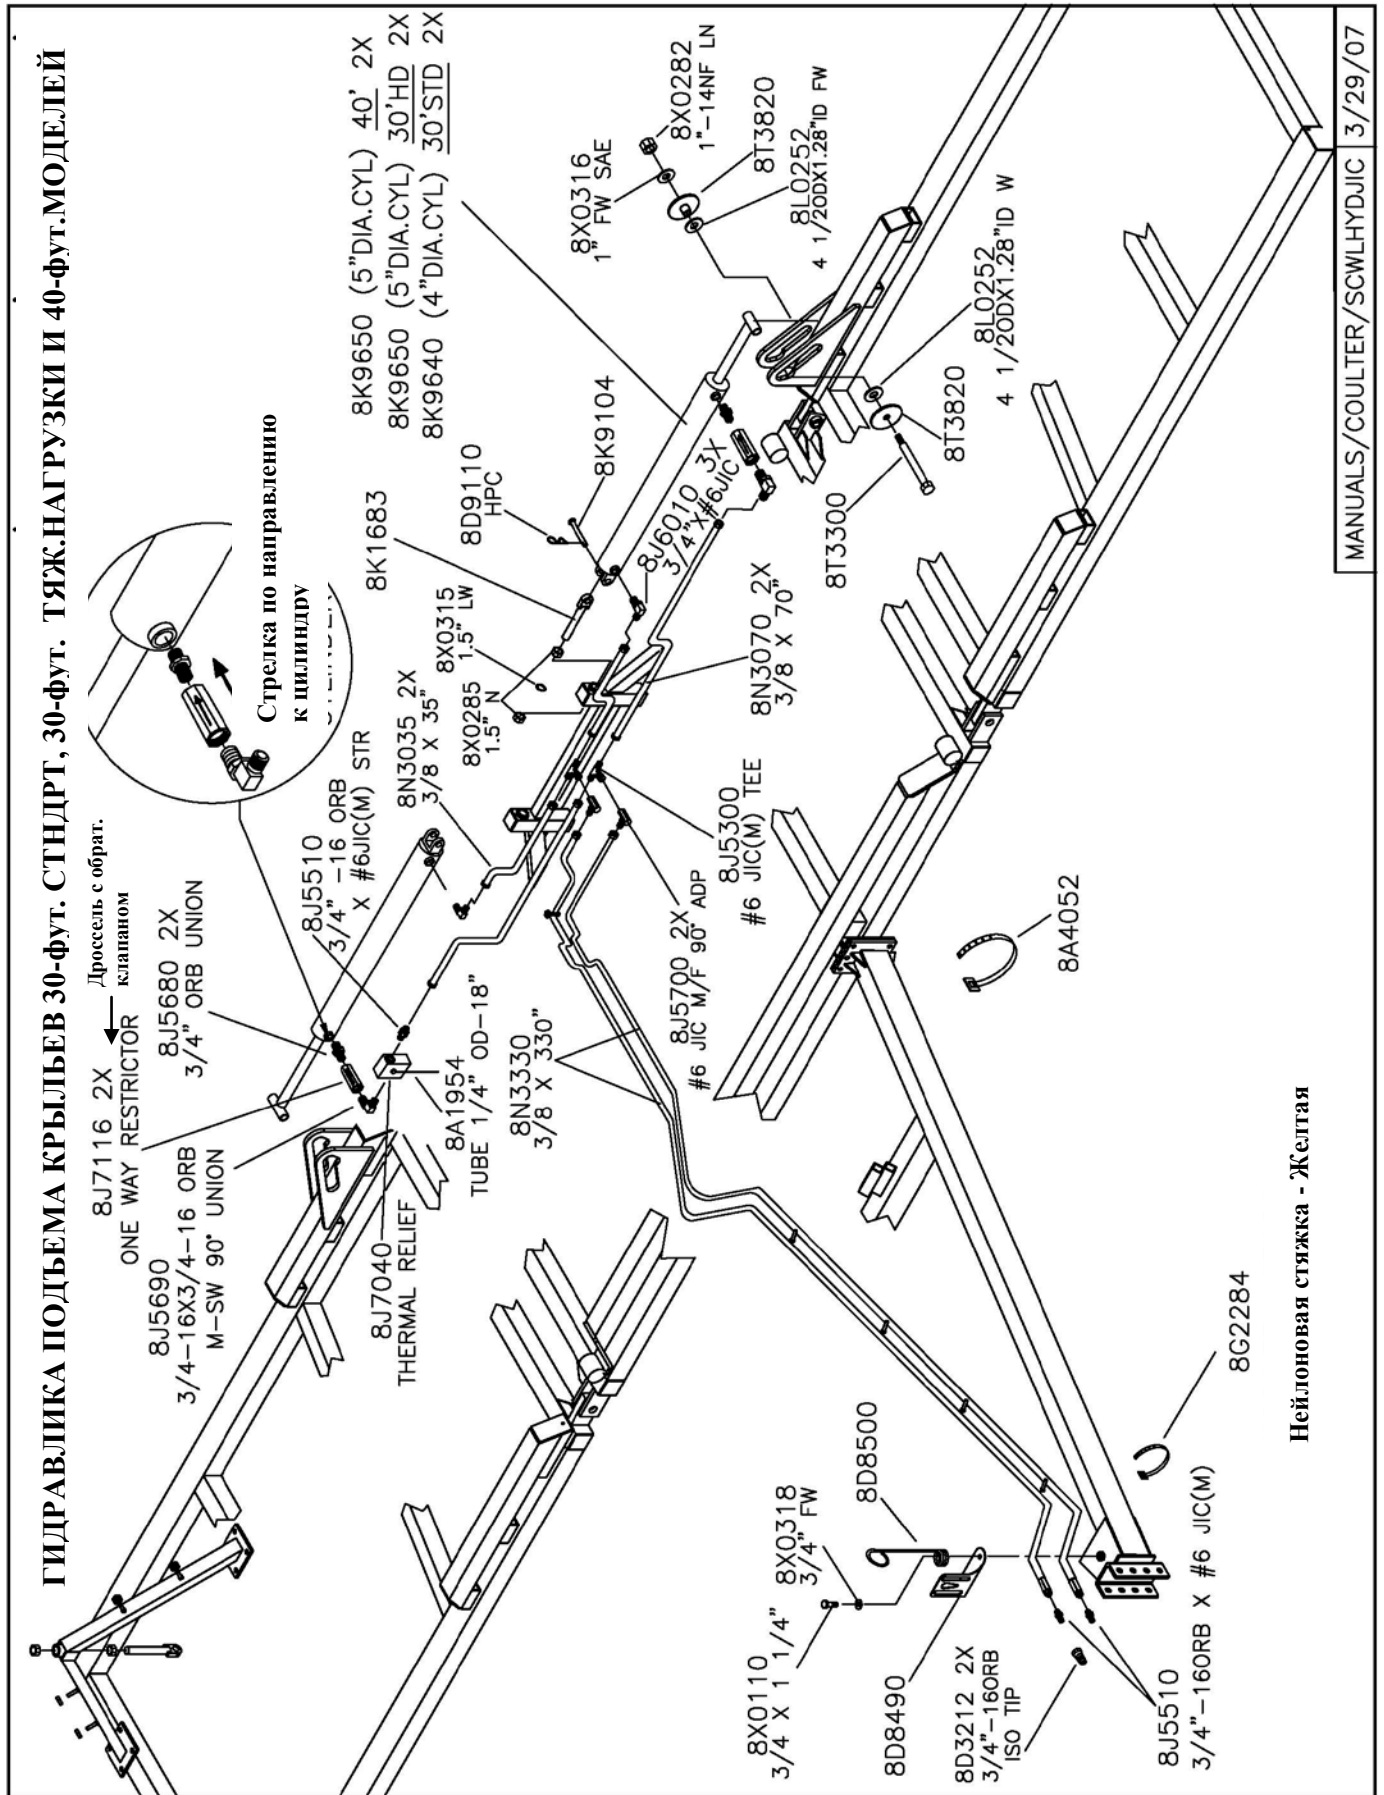 ГИДРАВЛИКА ПОДЪЕМА КРЫЛЬЕВ 30-фут. СТНДРТ, 30-фут. ТЯЖ.НАГРУЗКИ И 40-фут.МОДЕЛЕЙ
Дроссель с обрат.
клапаном
Стрелка по направлению
к цилиндру
8J7116 2X
ONE WAY RESTRICTOR
8J5680 2X
3/4" ORB UNION
8J5690
3/4-16X3/4-16 ORB
M-SW 90° UNION
8J5510
3/4" -16 ORB
X #6JIC(M) STR
8J7040
THERMAL RELIEF
8A1954
TUBE 1/4" OD-18"
8N3035 2X
3/8 X 35"
8X0285
1.5" N
8X0315
1.5" LW
8K1683
8D9110
HPC
8K9104
8K9650 (5"DIA.CYL) 40' 2X
8K9650 (5"DIA.CYL) 30'HD 2X
8K9640 (4"DIA.CYL) 30'STD 2X
8X0316
1" FW SAE
8X0282
1"-14NF LN
8T3820
8L0252
4 1/2ODX1.28"ID FW
8J6010 3X
3/4"X#6JIC
8N3070 2X
3/8 X 70"
8T3300
8T3820
8L0252
4 1/2ODX1.28"ID W
8N3330
3/8 X 330"
8J5700 2X
#6 JIC M/F 90° ADP
8J5300
#6 JIC(M) TEE
8A4052
8X0110
3/4 X 1 1/4"
8X0318
3/4" FW
8D8500
8D8490
8D3212 2X
3/4"-16ORB
ISO TIP
8J5510
3/4"-16ORB X #6 JIC(M)
8G2284
Нейлоновая стяжка - Желтая
MANUALS/COULTER/SCWLHYDJIC 3/29/07